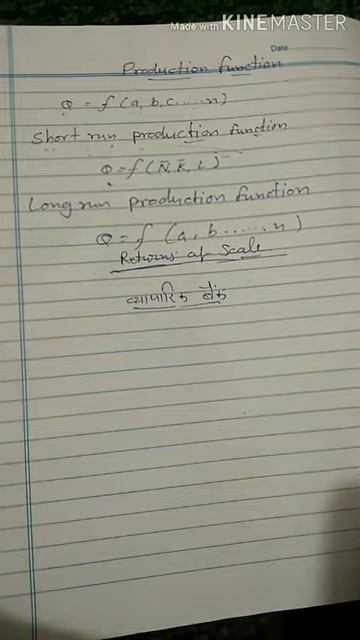 Made with KINEMASTER
Date
Production function
Q = f (a, b, c.....n)
Short run production function
Q = f (N̄, K̄, L)
Long run production function
Q = f (a, b ......, n)
Returns of Scale
व्यापारिक बैंक